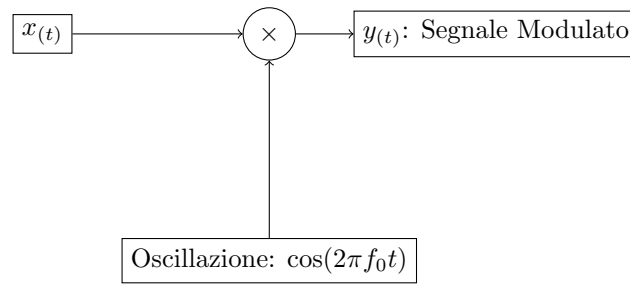 x₍t₎
×
y₍t₎: Segnale Modulato
Oscillazione: cos(2πf₀t)